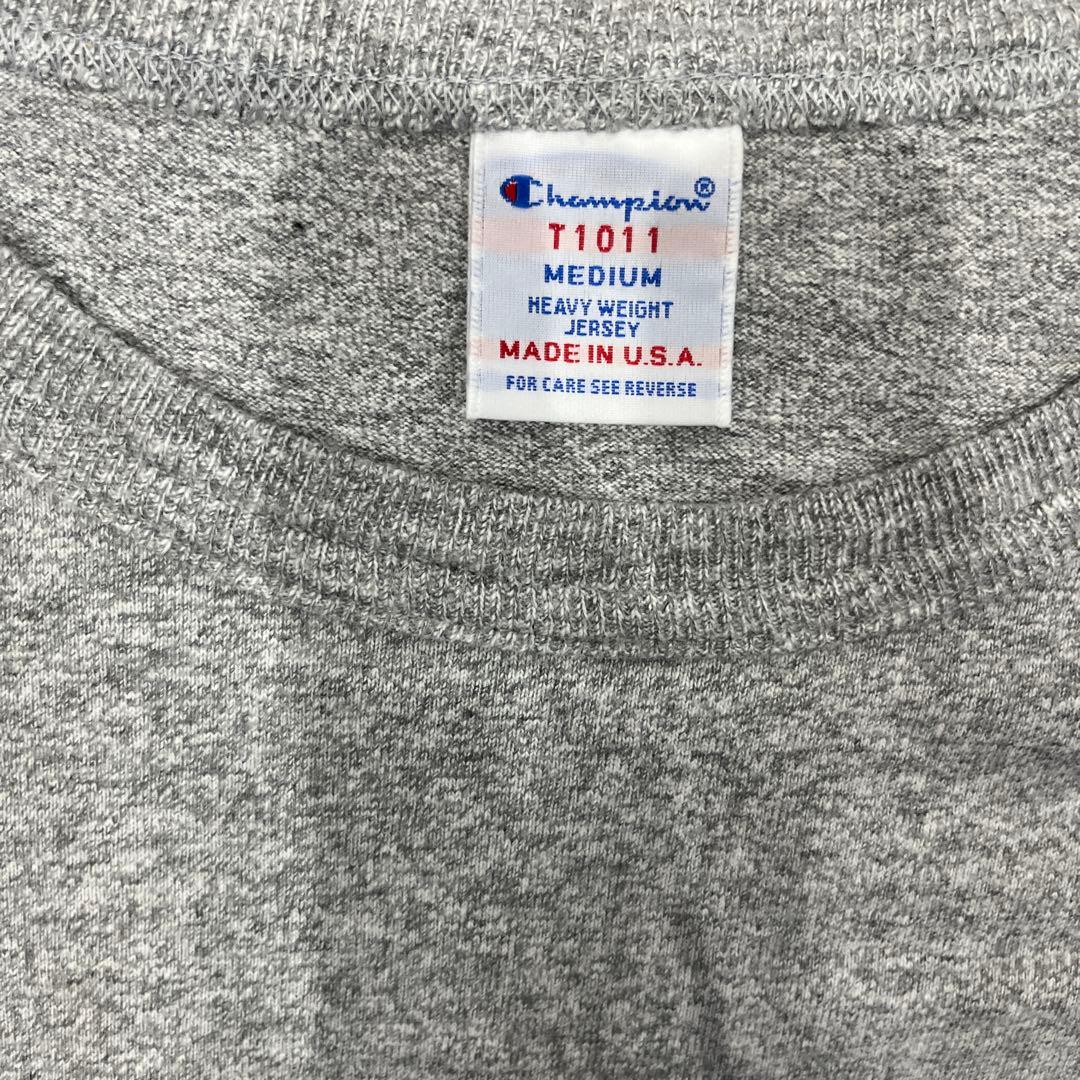 Champion®
T1011
MEDIUM
HEAVY WEIGHT
JERSEY
MADE IN U.S.A.
FOR CARE SEE REVERSE